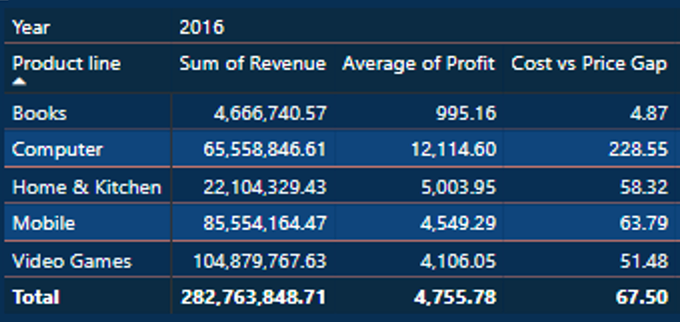 Year 2016
Product line Sum of Revenue Average of Profit Cost vs Price Gap
Books 4,666,740.57 995.16 4.87
Computer 65,558,846.61 12,114.60 228.55
Home & Kitchen 22,104,329.43 5,003.95 58.32
Mobile 85,554,164.47 4,549.29 63.79
Video Games 104,879,767.63 4,106.05 51.48
Total 282,763,848.71 4,755.78 67.50